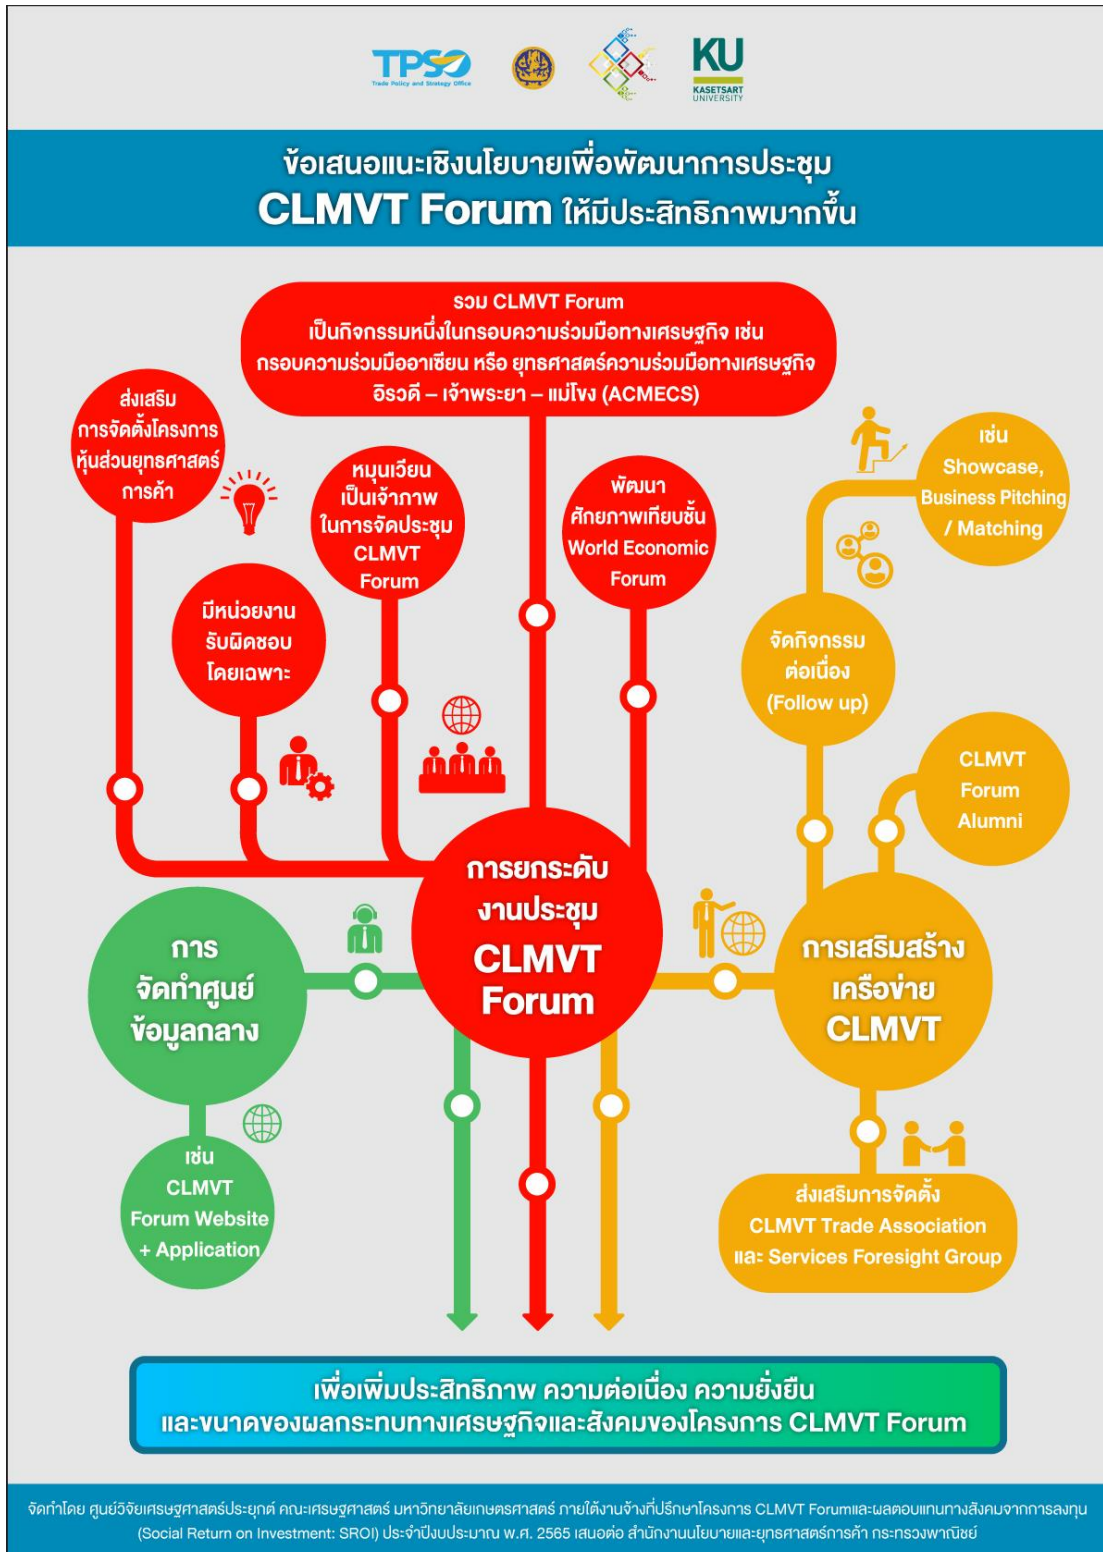 TPSO
Trade Policy and Strategy Office
KU
KASETSART
UNIVERSITY
ข้อเสนอแนะเชิงนโยบายเพื่อพัฒนาการประชุม
CLMVT Forum ให้มีประสิทธิภาพมากขึ้น
รวม CLMVT Forum
เป็นกิจกรรมหนึ่งในกรอบความร่วมมือทางเศรษฐกิจ เช่น
กรอบความร่วมมืออาเซียน หรือ ยุทธศาสตร์ความร่วมมือทางเศรษฐกิจ
อิรวดี – เจ้าพระยา – แม่โขง (ACMECS)
ส่งเสริม
การจัดตั้งโครงการ
หุ้นส่วนยุทธศาสตร์
การค้า
มีหน่วยงาน
รับผิดชอบ
โดยเฉพาะ
หมุนเวียน
เป็นเจ้าภาพ
ในการจัดประชุม
CLMVT
Forum
พัฒนา
ศักยภาพเทียบชั้น
World Economic
Forum
เช่น
Showcase,
Business Pitching
/ Matching
จัดกิจกรรม
ต่อเนื่อง
(Follow up)
CLMVT
Forum
Alumni
การยกระดับ
งานประชุม
CLMVT
Forum
การ
จัดทำศูนย์
ข้อมูลกลาง
การเสริมสร้าง
เครือข่าย
CLMVT
เช่น
CLMVT
Forum Website
+ Application
ส่งเสริมการจัดตั้ง
CLMVT Trade Association
และ Services Foresight Group
เพื่อเพิ่มประสิทธิภาพ ความต่อเนื่อง ความยั่งยืน
และขนาดของผลกระทบทางเศรษฐกิจและสังคมของโครงการ CLMVT Forum
จัดทำโดย ศูนย์วิจัยเศรษฐศาสตร์ประยุกต์ คณะเศรษฐศาสตร์ มหาวิทยาลัยเกษตรศาสตร์ ภายใต้งานจ้างที่ปรึกษาโครงการ CLMVT Forumและผลตอบแทนทางสังคมจากการลงทุน
(Social Return on Investment: SROI) ประจำปีงบประมาณ พ.ศ. 2565 เสนอต่อ สำนักงานนโยบายและยุทธศาสตร์การค้า กระทรวงพาณิชย์